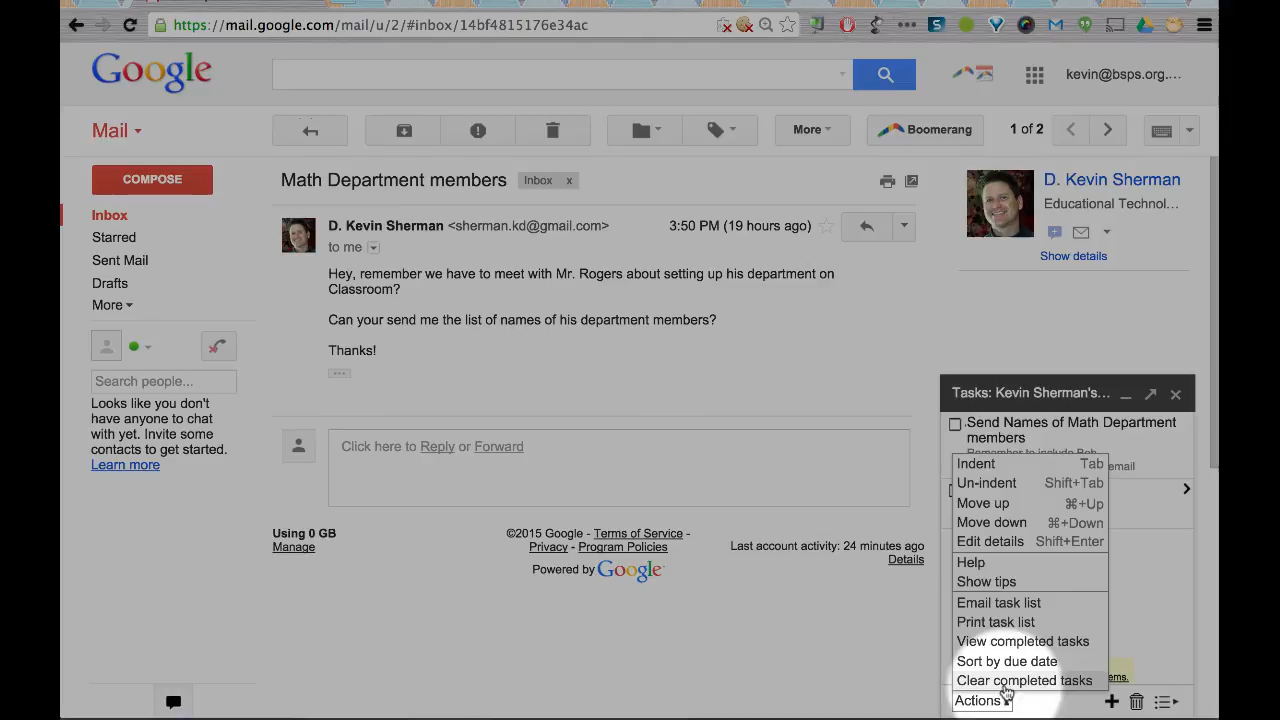 https://mail.google.com/mail/u/2/#inbox/14bf4815176e34ac
Google
kevin@bsps.org....
Mail
More
Boomerang
1 of 2
COMPOSE
Inbox
Starred
Sent Mail
Drafts
More
Search people...
Looks like you don't
have anyone to chat
with yet. Invite some
contacts to get started.
Learn more
Math Department members
Inbox x
D. Kevin Sherman <sherman.kd@gmail.com>
3:50 PM (19 hours ago)
to me
Hey, remember we have to meet with Mr. Rogers about setting up his department on
Classroom?
Can your send me the list of names of his department members?
Thanks!
Click here to Reply or Forward
Using 0 GB
Manage
©2015 Google - Terms of Service -
Privacy - Program Policies
Powered by Google
Last account activity: 24 minutes ago
Details
D. Kevin Sherman
Educational Technol...
Show details
Tasks: Kevin Sherman's...
Send Names of Math Department
members
Remember to include Bob
email
Indent Tab
Un-indent Shift+Tab
Move up ⌘+Up
Move down ⌘+Down
Edit details Shift+Enter
Help
Show tips
Email task list
Print task list
View completed tasks
Sort by due date
Clear completed tasks
Actions